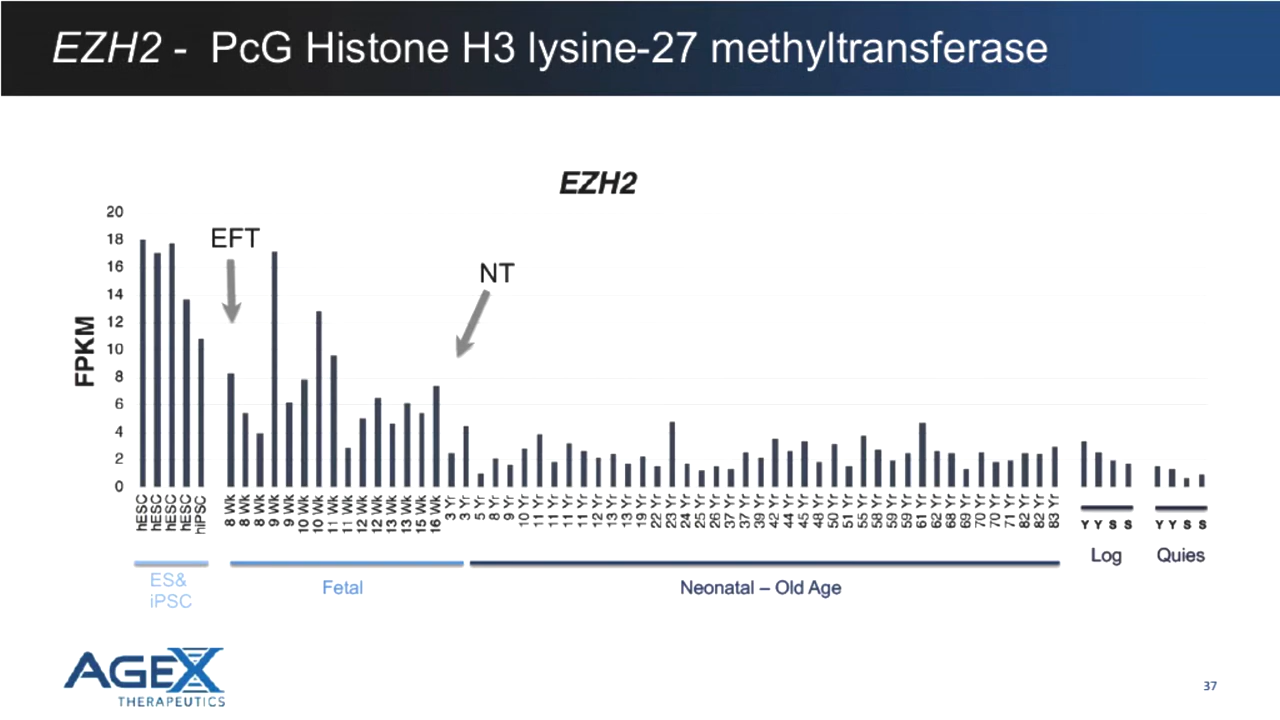 EZH2 - PcG Histone H3 lysine-27 methyltransferase
EZH2
FPKM
20
18
16
14
12
10
8
6
4
2
0
EFT
NT
hESC hESC hESC hESC hiPSC
8 Wk 8 Wk 8 Wk 9 Wk 9 Wk 10 Wk 10 Wk 11 Wk 11 Wk 12 Wk 12 Wk 13 Wk 13 Wk 15 Wk 16 Wk 3 Yr 3 Yr 5 Yr 8 Yr 9 Yr 10 Yr 11 Yr 11 Yr 11 Yr 11 Yr 12 Yr 13 Yr 13 Yr 19 Yr 22 Yr 23 Yr 24 Yr 25 Yr 26 Yr 37 Yr 37 Yr 39 Yr 42 Yr 44 Yr 45 Yr 48 Yr 50 Yr 51 Yr 55 Yr 58 Yr 59 Yr 59 Yr 61 Yr 62 Yr 68 Yr 69 Yr 70 Yr 70 Yr 71 Yr 82 Yr 82 Yr 83 Yr
Y Y S S
Y Y S S
ES&
iPSC
Fetal
Neonatal – Old Age
Log
Quies
AGEX
THERAPEUTICS
37